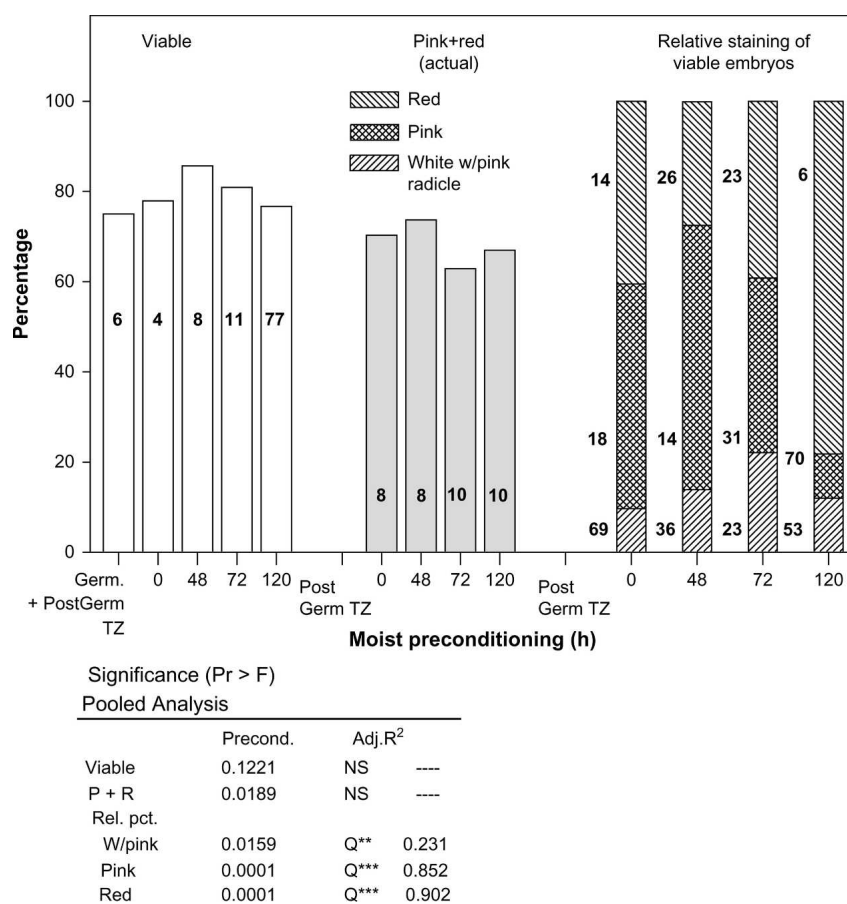 Viable
Pink+red
(actual)
Relative staining of
viable embryos
Red
Pink
White w/pink
radicle
Percentage
100
80
60
40
20
0
6 4 8 11 77
8 8 10 10
14 26 23 6
18 14 31 70
69 36 23 53
Germ.
+ PostGerm
TZ
0 48 72 120
Post
Germ TZ
0 48 72 120
Post
Germ TZ
0 48 72 120
Moist preconditioning (h)
Significance (Pr > F)
Pooled Analysis
Precond. Adj.R²
Viable 0.1221 NS ----
P + R 0.0189 NS ----
Rel. pct.
W/pink 0.0159 Q** 0.231
Pink 0.0001 Q*** 0.852
Red 0.0001 Q*** 0.902